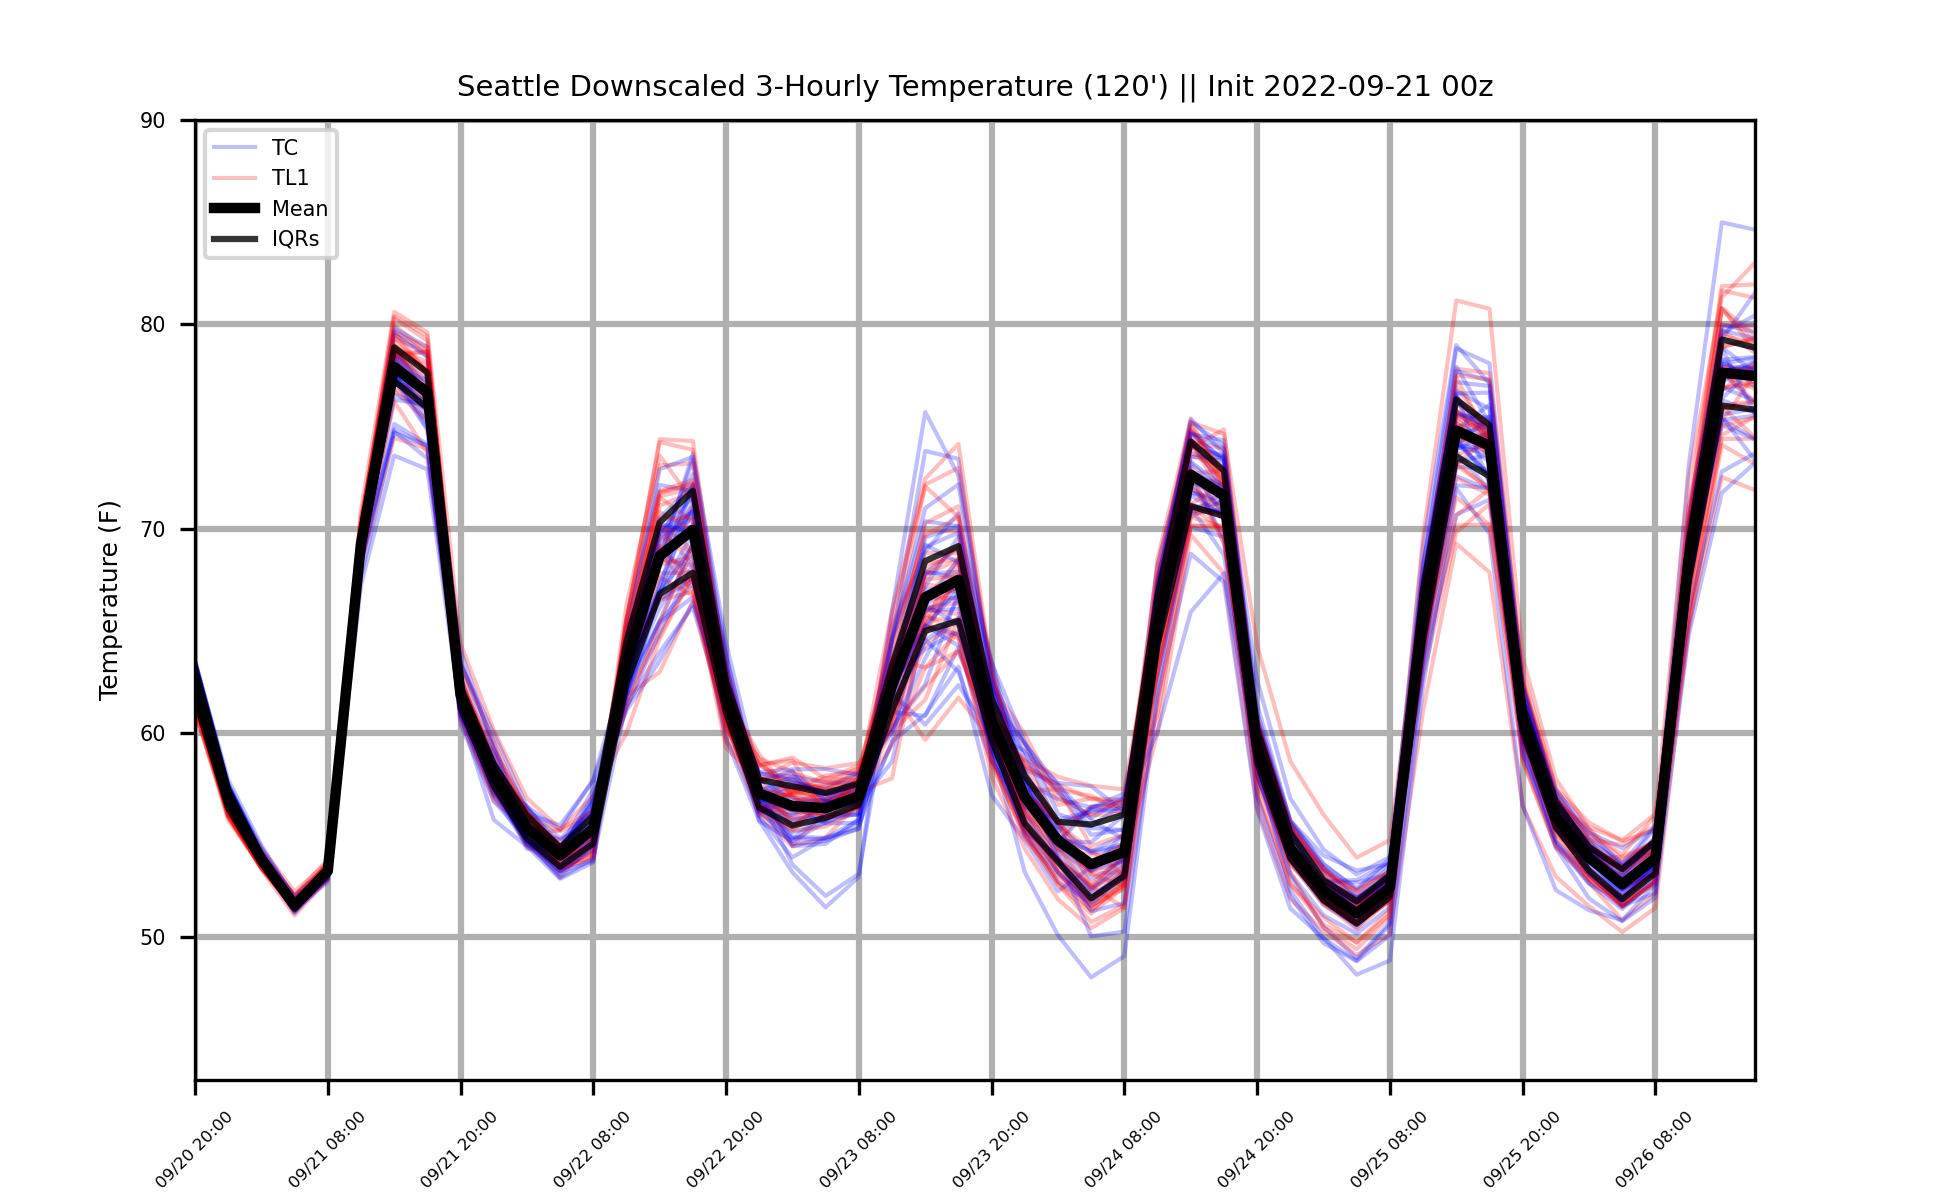 Seattle Downscaled 3-Hourly Temperature (120') || Init 2022-09-21 00z
90
80
70
60
50
Temperature (F)
TC
TL1
Mean
IQRs
09/20 20:00
09/21 08:00
09/21 20:00
09/22 08:00
09/22 20:00
09/23 08:00
09/23 20:00
09/24 08:00
09/24 20:00
09/25 08:00
09/25 20:00
09/26 08:00